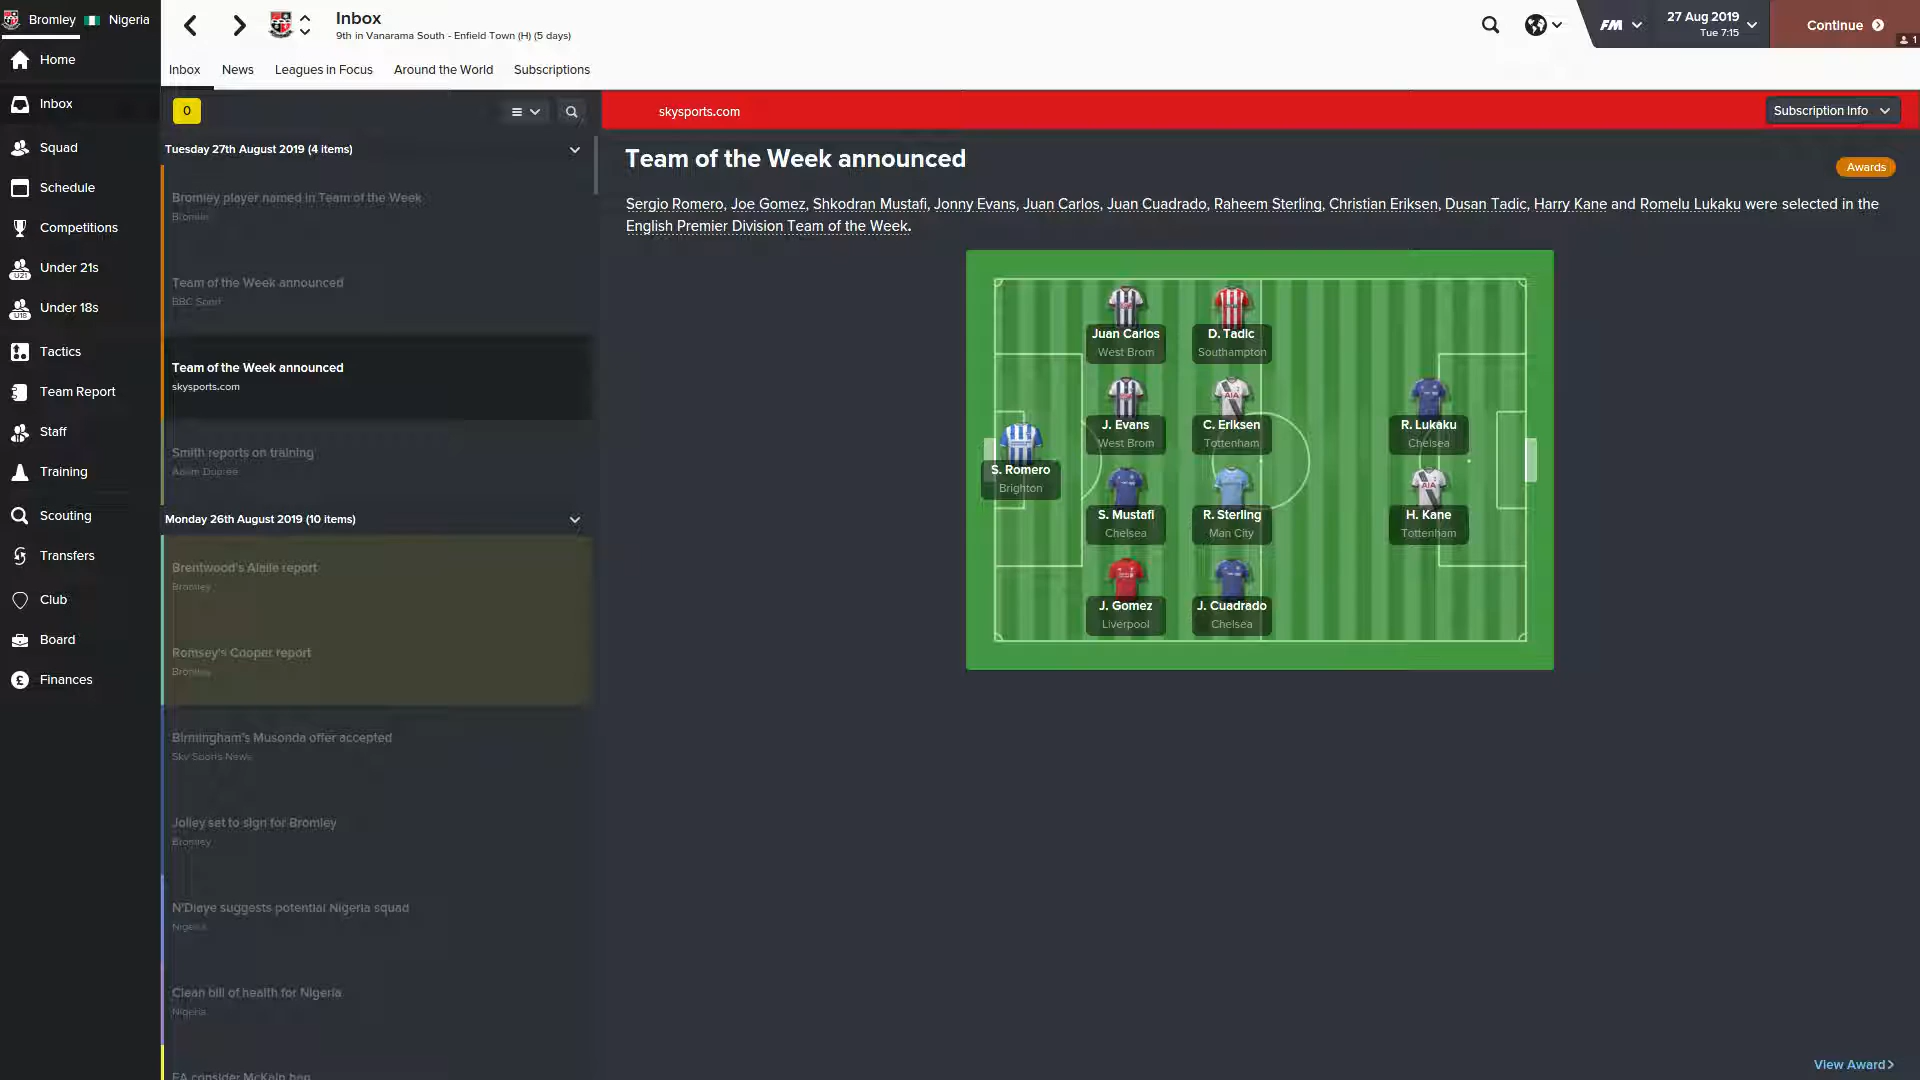 Bromley
Nigeria
Home
Inbox
Squad
Schedule
Competitions
Under 21s
Under 18s
Tactics
Team Report
Staff
Training
Scouting
Transfers
Club
Board
Finances
Inbox
9th in Vanarama South - Enfield Town (H) (5 days)
FM
27 Aug 2019
Tue 7:15
Continue
1
Inbox
News
Leagues in Focus
Around the World
Subscriptions
0
Tuesday 27th August 2019 (4 items)
Bromley player named in Team of the Week
Bromley
Team of the Week announced
BBC Sport
Team of the Week announced
skysports.com
Smith reports on training
Monday 26th August 2019 (10 items)
Brentwood's Alaile report
Bromley
Romsey's Cooper report
Bromley
Birmingham's Musonda offer accepted
Sky Sports News
Jolley set to sign for Bromley
Bromley
N'Diaye suggests potential Nigeria squad
Nigeria
Clean bill of health for Nigeria
Nigeria
FA consider McKain ban
skysports.com
Subscription Info
Team of the Week announced
Awards
Sergio Romero, Joe Gomez, Shkodran Mustafi, Jonny Evans, Juan Carlos, Juan Cuadrado, Raheem Sterling, Christian Eriksen, Dusan Tadic, Harry Kane and Romelu Lukaku were selected in the
English Premier Division Team of the Week.
Juan Carlos
West Brom
D. Tadic
Southampton
J. Evans
West Brom
C. Eriksen
Tottenham
R. Lukaku
Chelsea
S. Romero
Brighton
S. Mustafi
Chelsea
R. Sterling
Man City
H. Kane
Tottenham
J. Gomez
Liverpool
J. Cuadrado
Chelsea
View Award